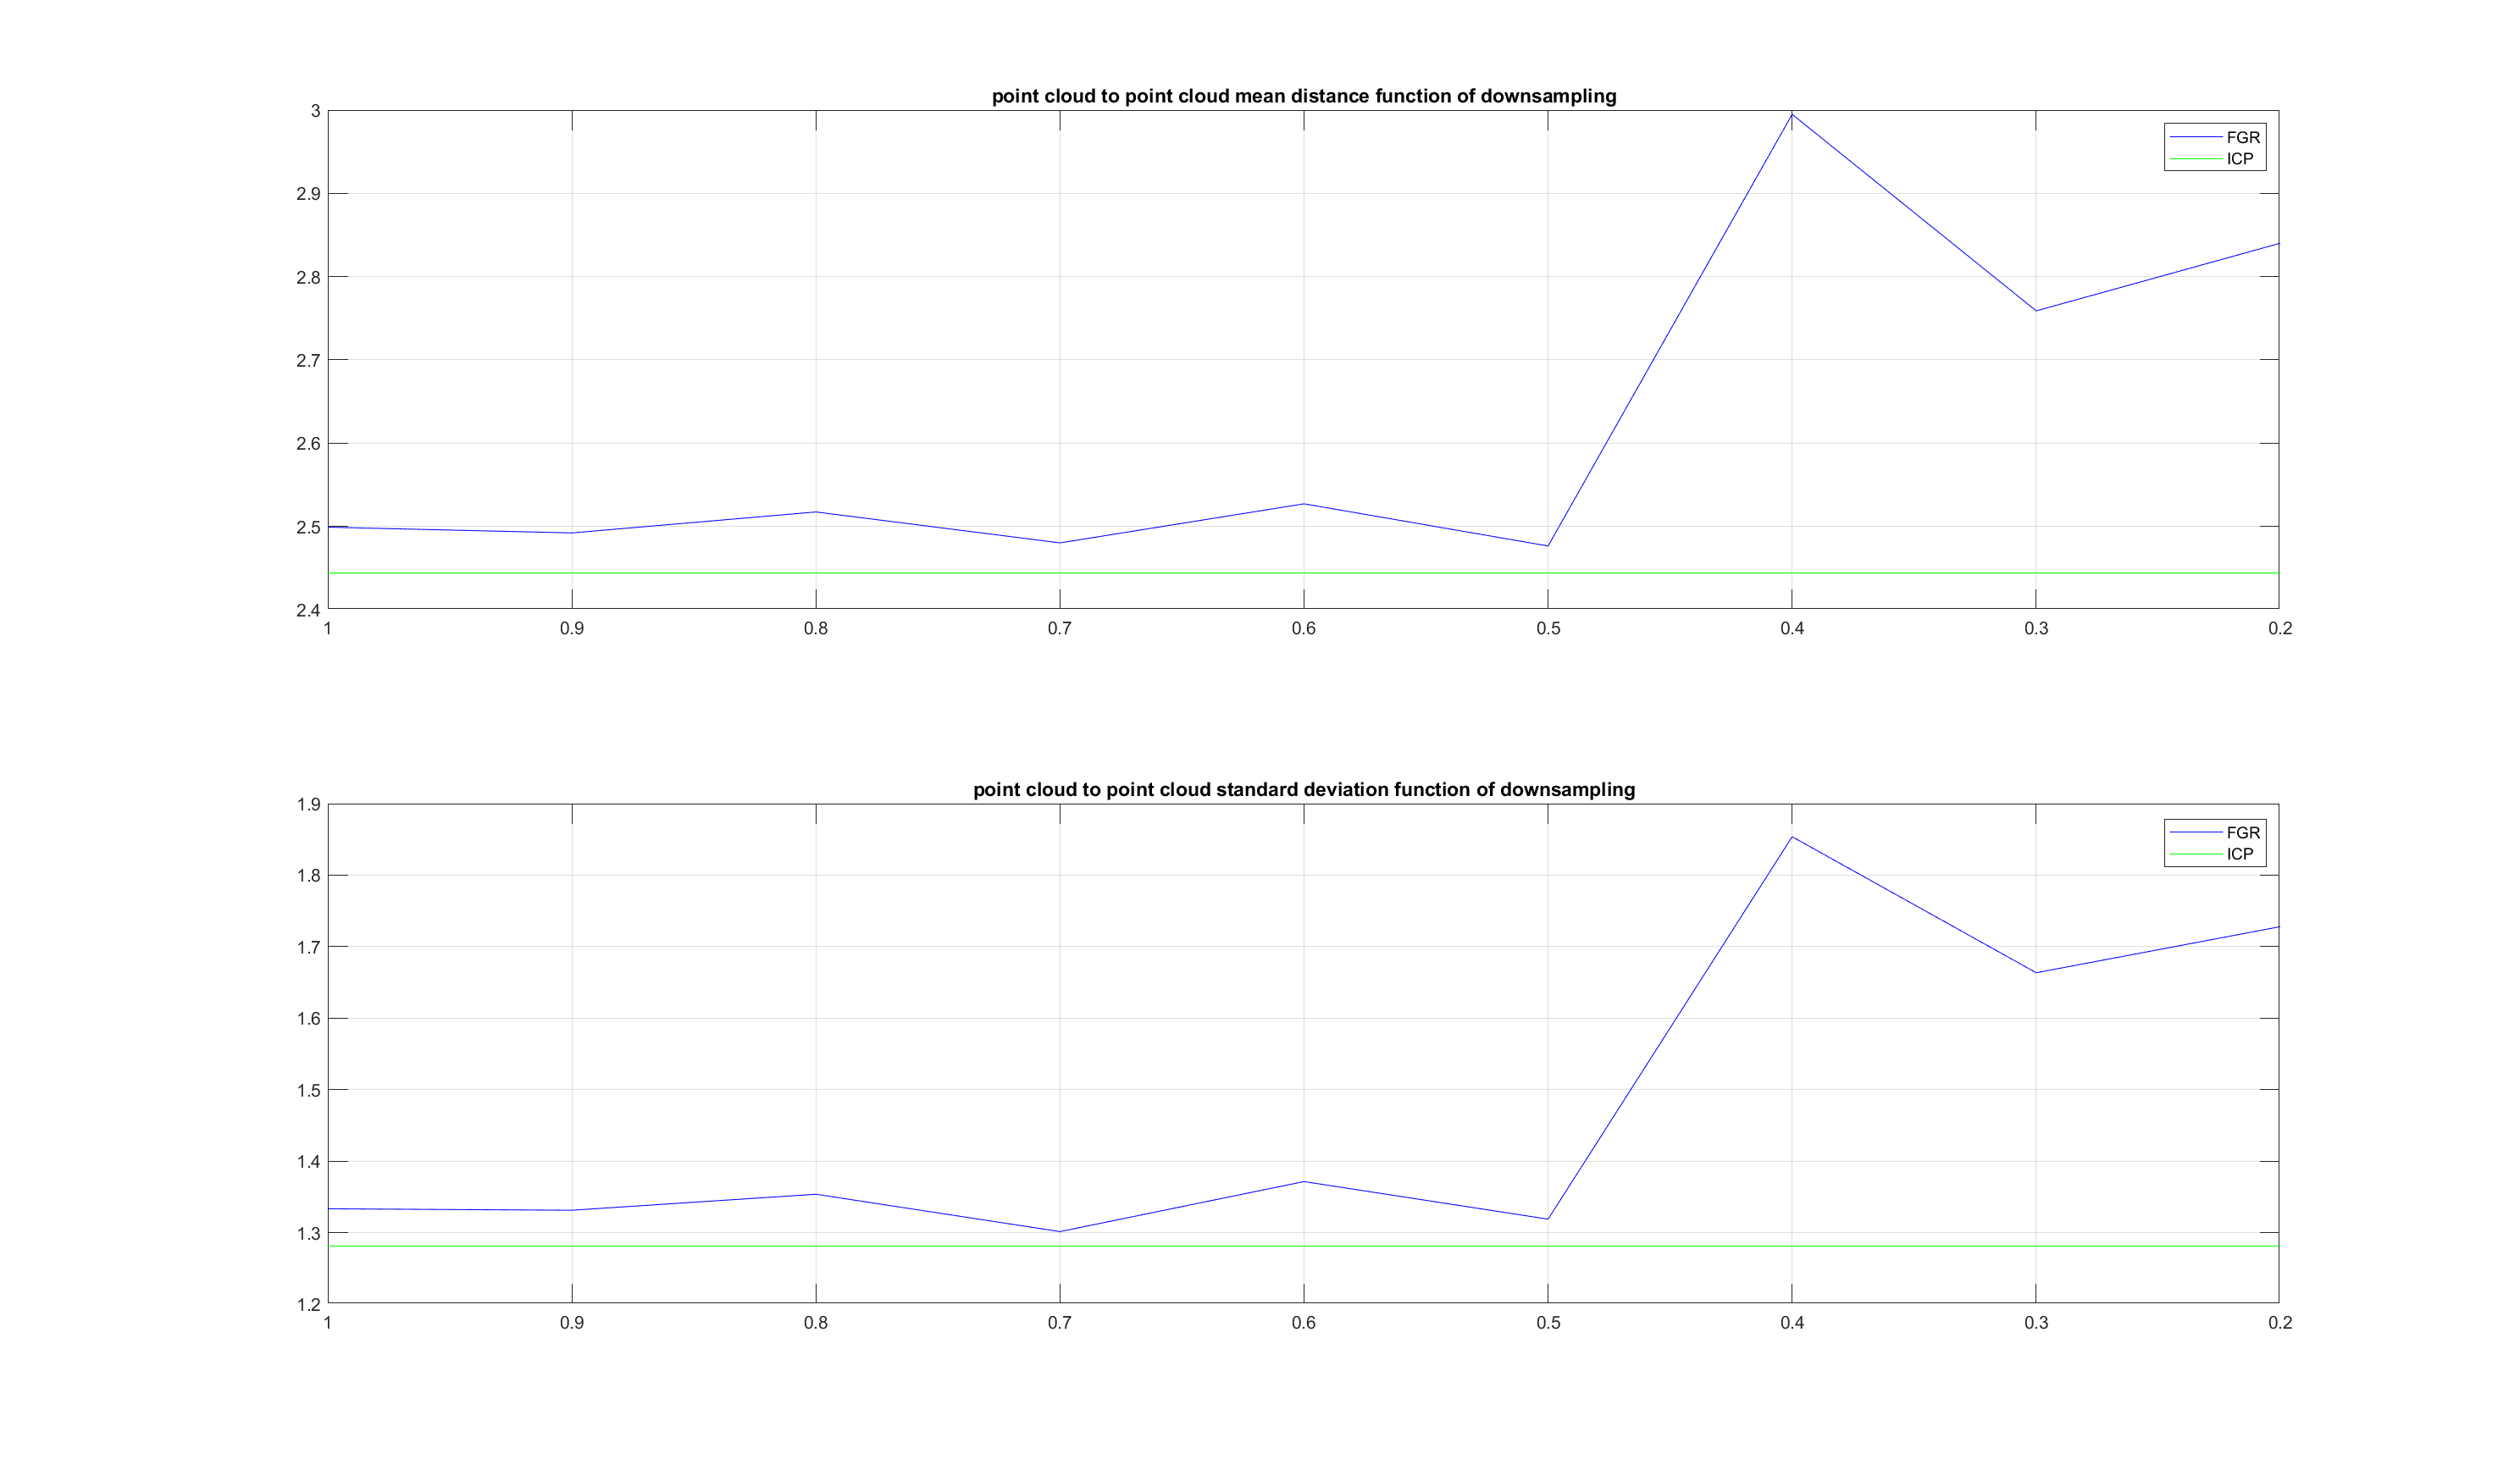 point cloud to point cloud mean distance function of downsampling
3
2.9
2.8
2.7
2.6
2.5
2.4
FGR
ICP
1 0.9 0.8 0.7 0.6 0.5 0.4 0.3 0.2
point cloud to point cloud standard deviation function of downsampling
1.9
1.8
1.7
1.6
1.5
1.4
1.3
1.2
FGR
ICP
1 0.9 0.8 0.7 0.6 0.5 0.4 0.3 0.2